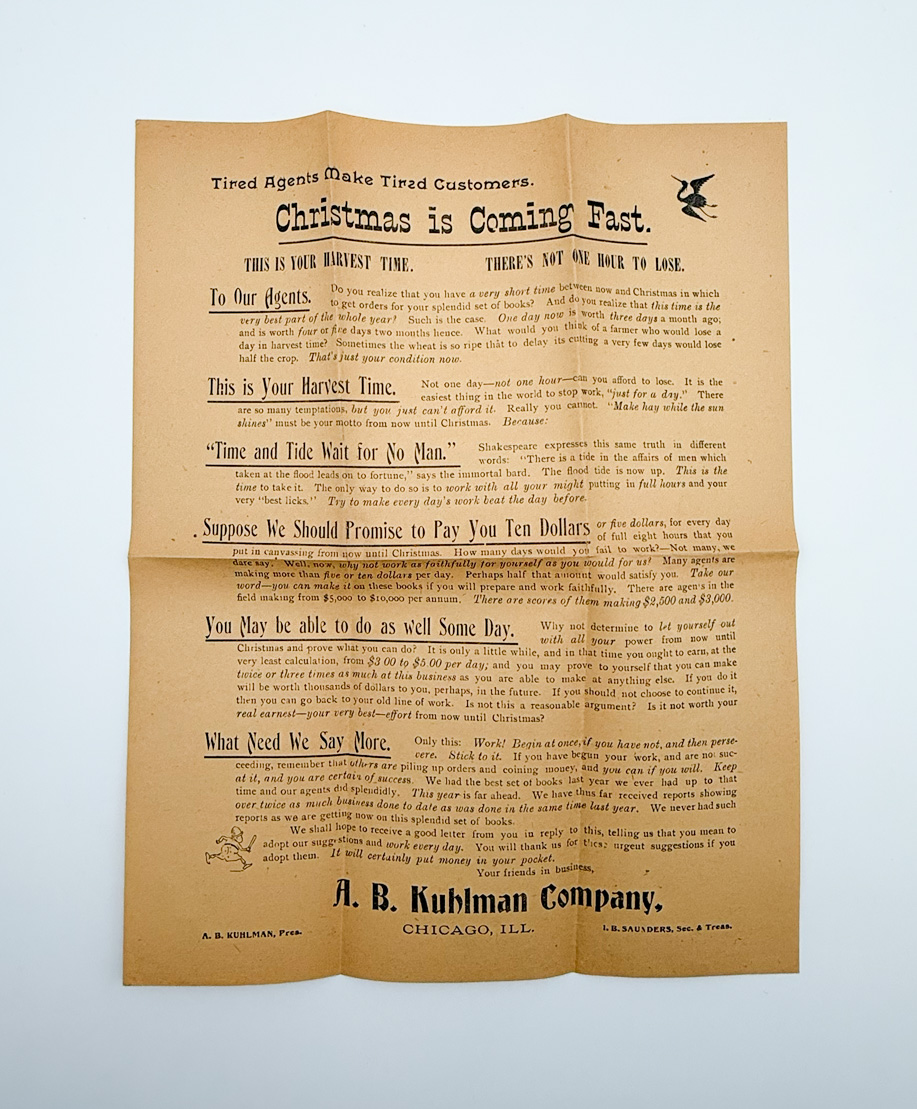 Tired Agents Make Tired Customers.
Christmas is Coming Fast.
THIS IS YOUR HARVEST TIME. THERE'S NOT ONE HOUR TO LOSE.
To Our Agents. Do you realize that you have a very short time between now and Christmas in which
to get orders for your splendid set of books? And do you realize that this time is the
very best part of the whole year? Such is the case. One day now is worth three days a month ago;
and is worth four or five days two months hence. What would you think of a farmer who would lose a
day in harvest time? Sometimes the wheat is so ripe that to delay its cutting a very few days would lose
half the crop. That's just your condition now.
This is Your Harvest Time. Not one day—not one hour—can you afford to lose. It is the
easiest thing in the world to stop work, "just for a day." There
are so many temptations, but you just can't afford it. Really you cannot. "Make hay while the sun
shines" must be your motto from now until Christmas. Because:
"Time and Tide Wait for No Man." Shakespeare expresses this same truth in different
words: "There is a tide in the affairs of men which
taken at the flood leads on to fortune," says the immortal bard. The flood tide is now up. This is the
time to take it. The only way to do so is to work with all your might putting in full hours and your
very "best licks." Try to make every day's work beat the day before.
Suppose We Should Promise to Pay You Ten Dollars or five dollars, for every day
of full eight hours that you
put in canvassing from now until Christmas. How many days would you fail to work?—Not many, we
dare say. Well, now, why not work as faithfully for yourself as you would for us? Many agents are
making more than five or ten dollars per day. Perhaps half that amount would satisfy you. Take our
word—you can make it on these books if you will prepare and work faithfully. There are agents in the
field making from $5,000 to $10,000 per annum. There are scores of them making $2,500 and $3,000.
You May be able to do as well Some Day. Why not determine to let yourself out
with all your power from now until
Christmas and prove what you can do? It is only a little while, and in that time you ought to earn, at the
very least calculation, from $3 00 to $5 00 per day; and you may prove to yourself that you can make
twice or three times as much at this business as you are able to make at anything else. If you do it
will be worth thousands of dollars to you, perhaps, in the future. If you should not choose to continue it,
then you can go back to your old line of work. Is not this a reasonable argument? Is it not worth your
real earnest—your very best—effort from now until Christmas?
What Need We Say More. Only this: Work! Begin at once, if you have not, and then perse-
vere. Stick to it. If you have begun your work, and are not suc-
ceeding, remember that others are piling up orders and coining money, and you can if you will. Keep
at it, and you are certain of success. We had the best set of books last year we ever had up to that
time and our agents did splendidly. This year is far ahead. We have thus far received reports showing
over twice as much business done to date as was done in the same time last year. We never had such
reports as we are getting now on this splendid set of books.
We shall hope to receive a good letter from you in reply to this, telling us that you mean to
adopt our suggestions and work every day. You will thank us for these urgent suggestions if you
adopt them. It will certainly put money in your pocket.
Your friends in business,
A. B. Kuhlman Company,
CHICAGO, ILL.
A. B. KUHLMAN, Pres. I. B. SAUNDERS, Sec. & Treas.